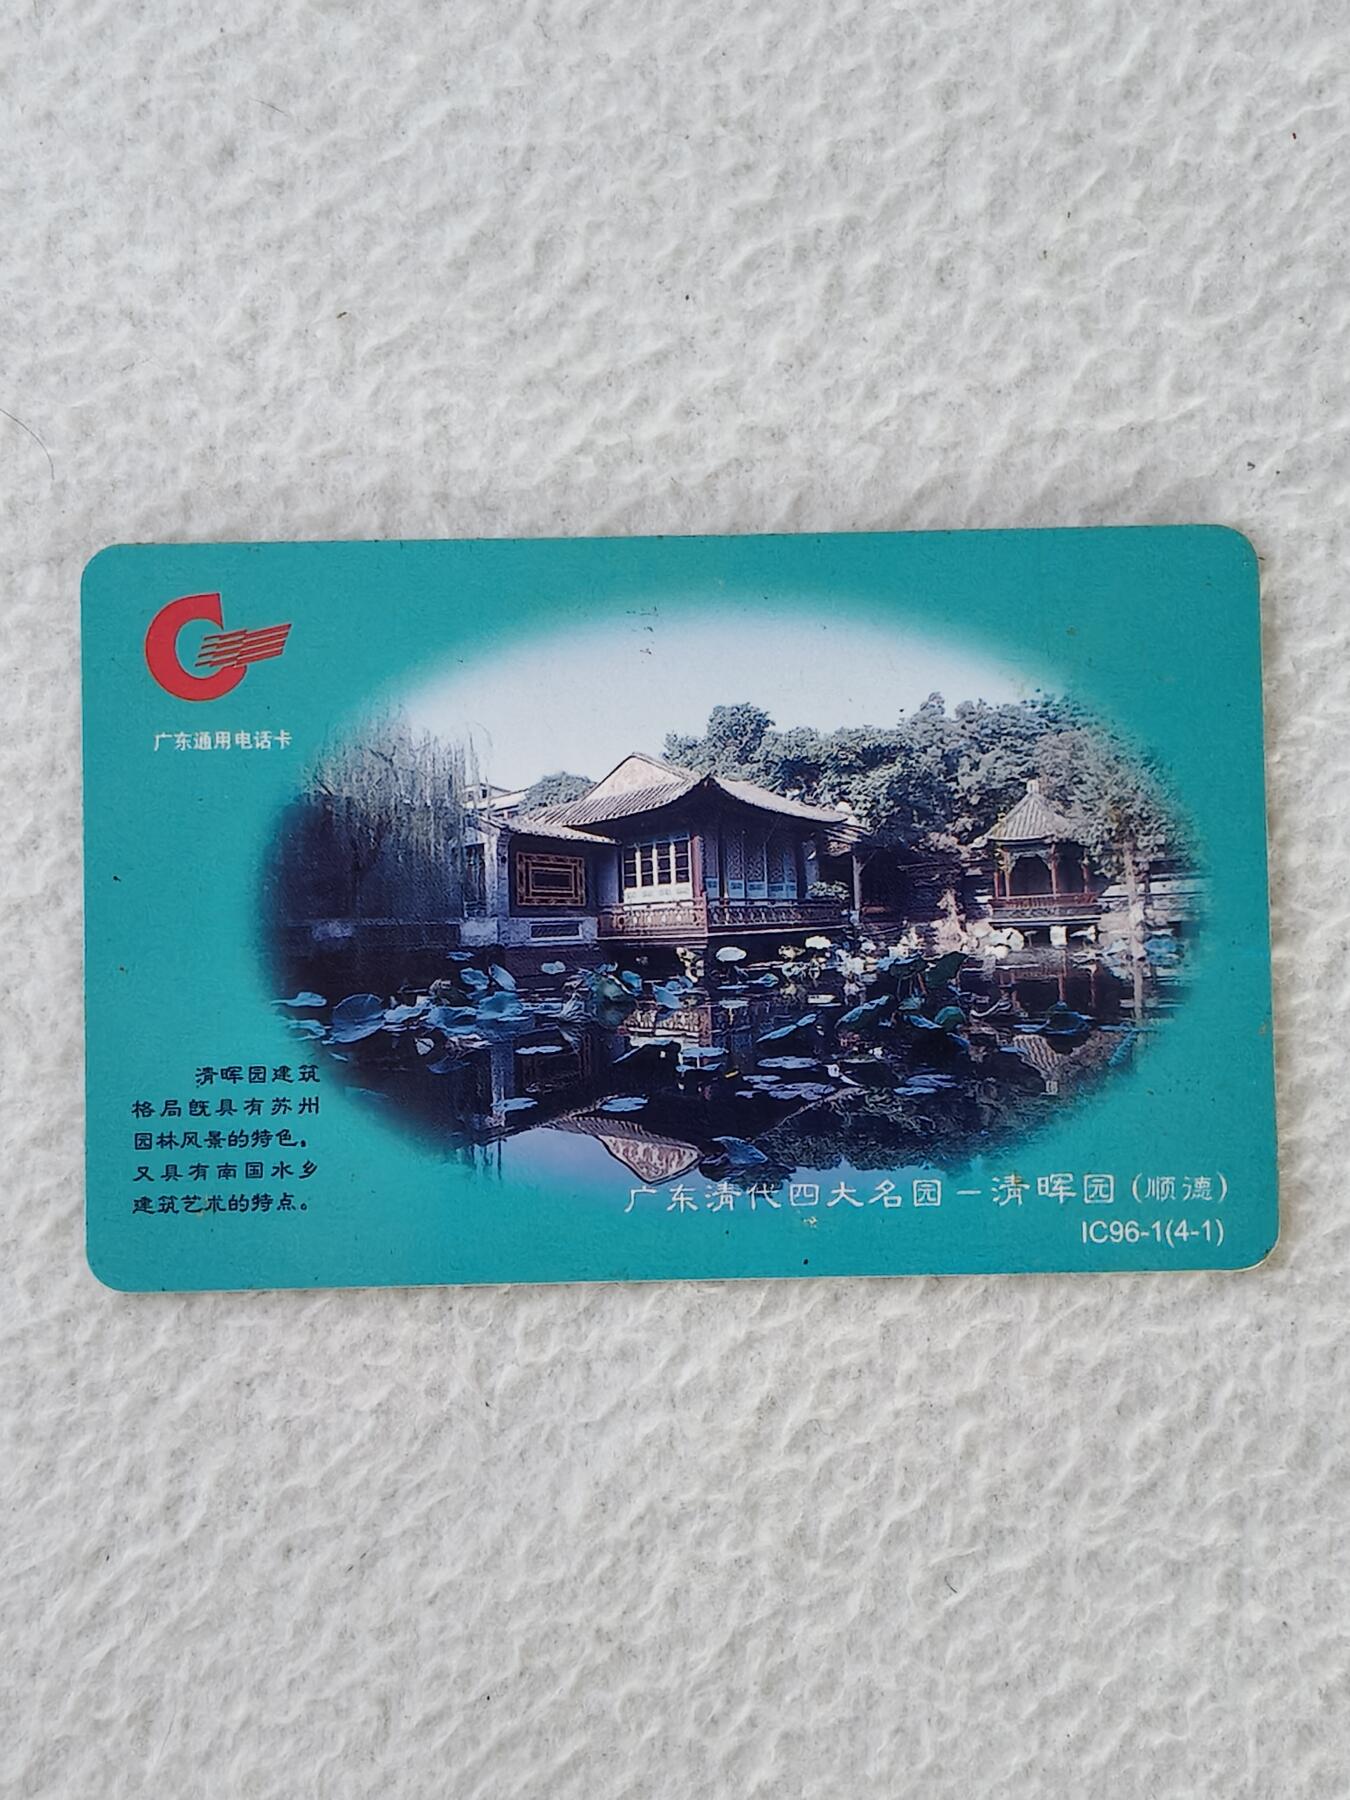 广东通用电话卡
清晖园建筑
格局既具有苏州
园林风景的特色。
又具有南国水乡
建筑艺术的特点。
广东清代四大名园－清晖园（顺德）
IC96-1(4-1)